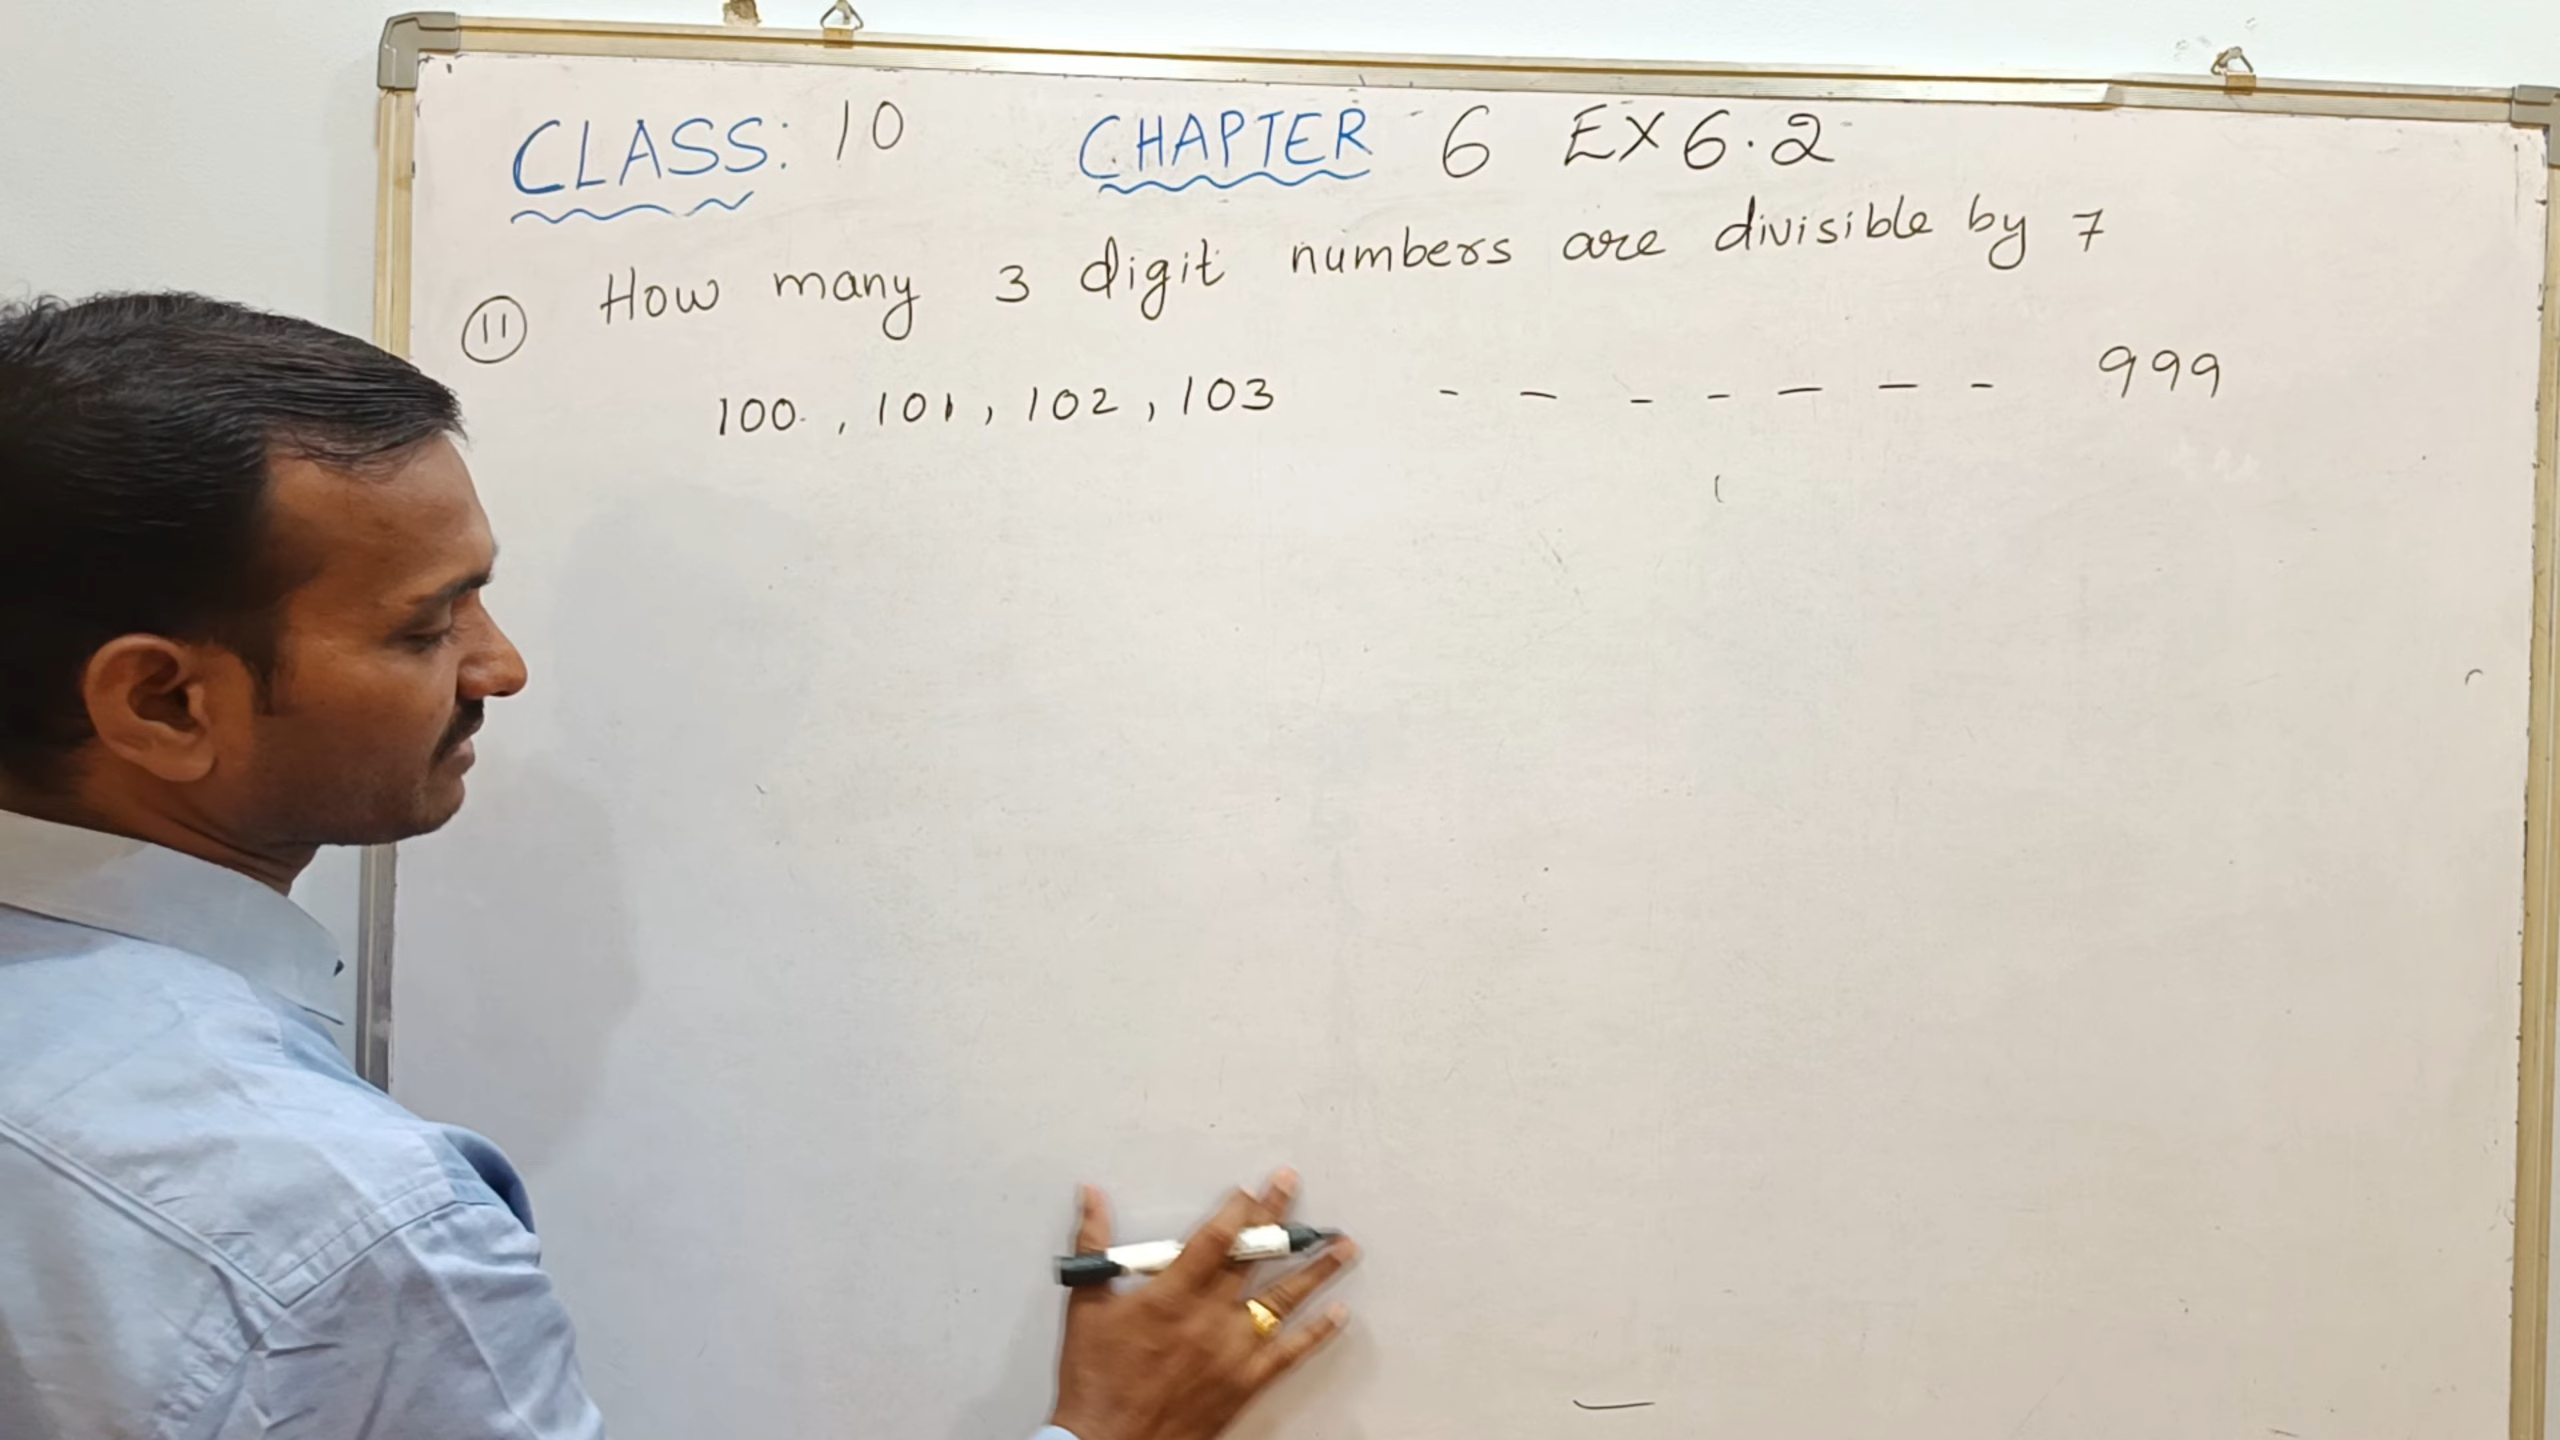 CLASS: 10 CHAPTER 6 EX 6.2
11 How many 3 digit numbers are divisible by 7
100, 101, 102, 103 - - - - - - - 999